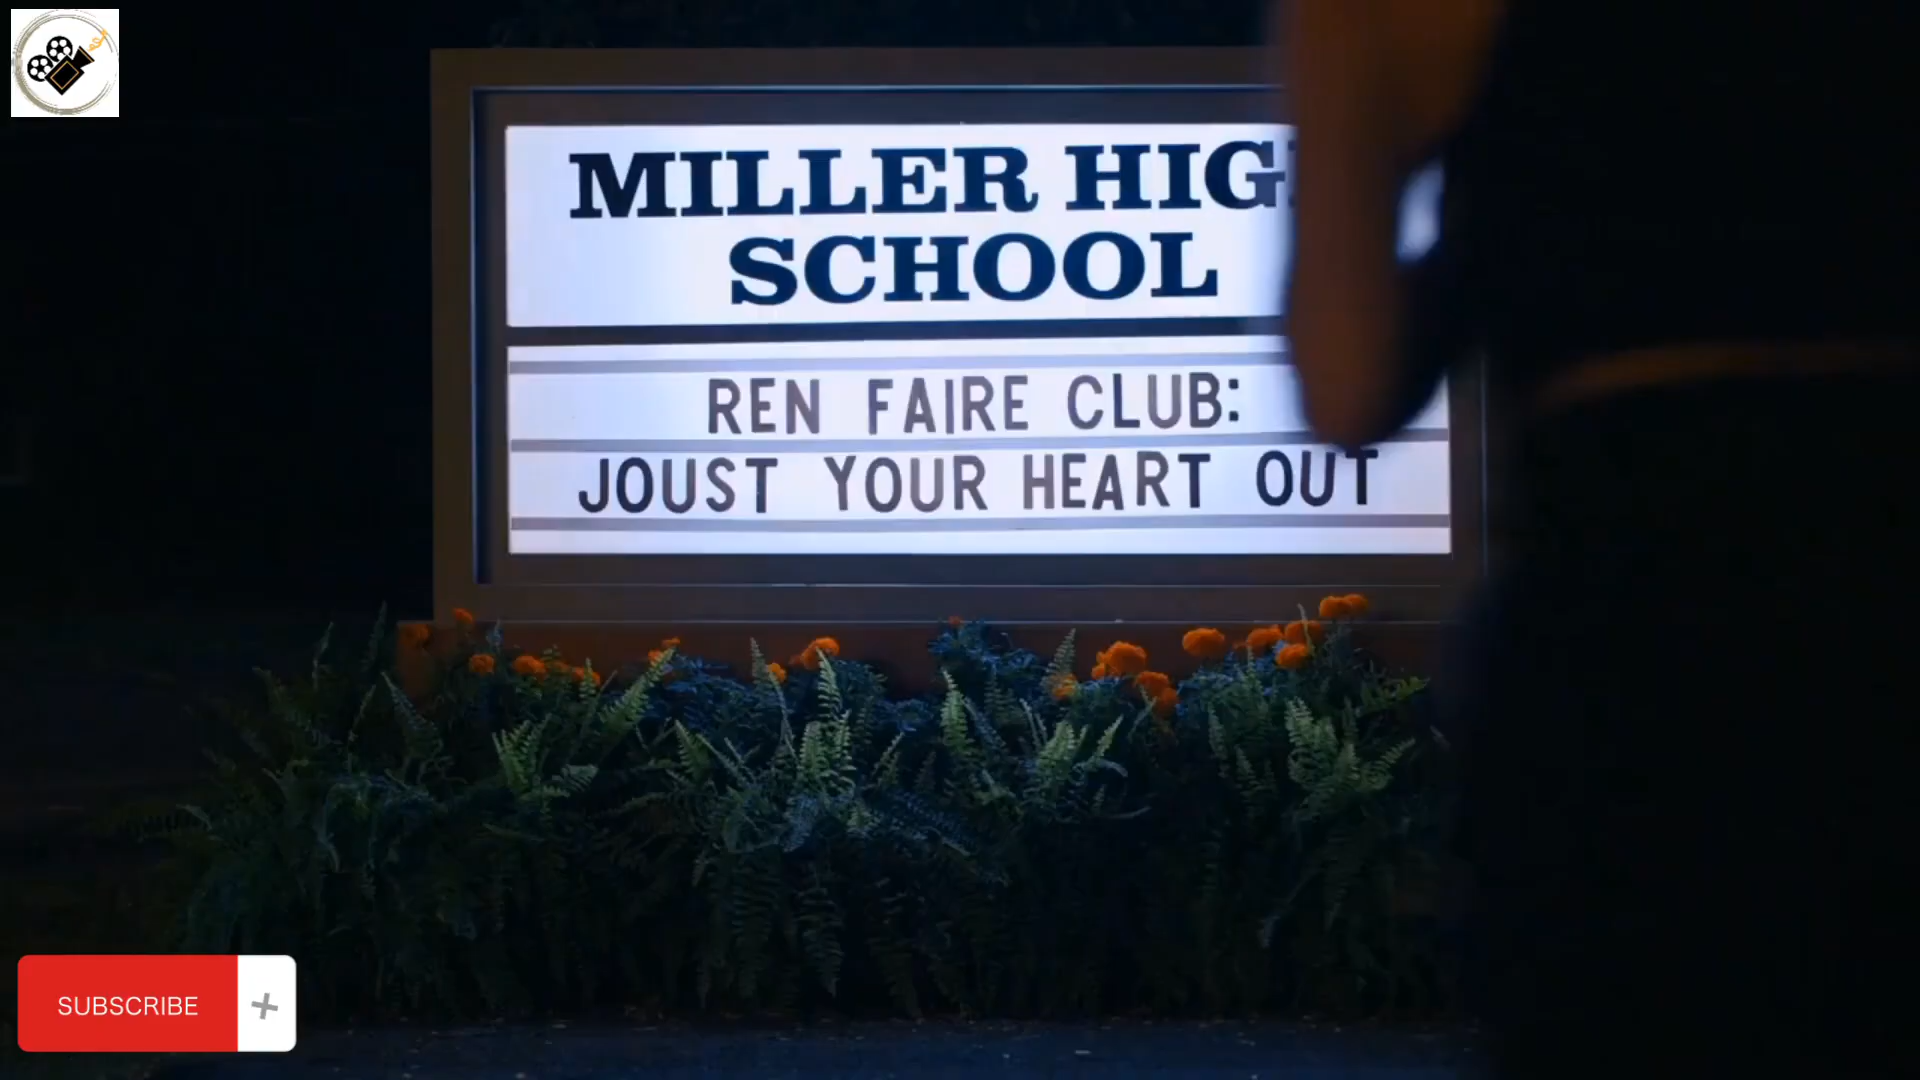 MILLER HIG
SCHOOL
REN FAIRE CLUB:
JOUST YOUR HEART OUT
SUBSCRIBE